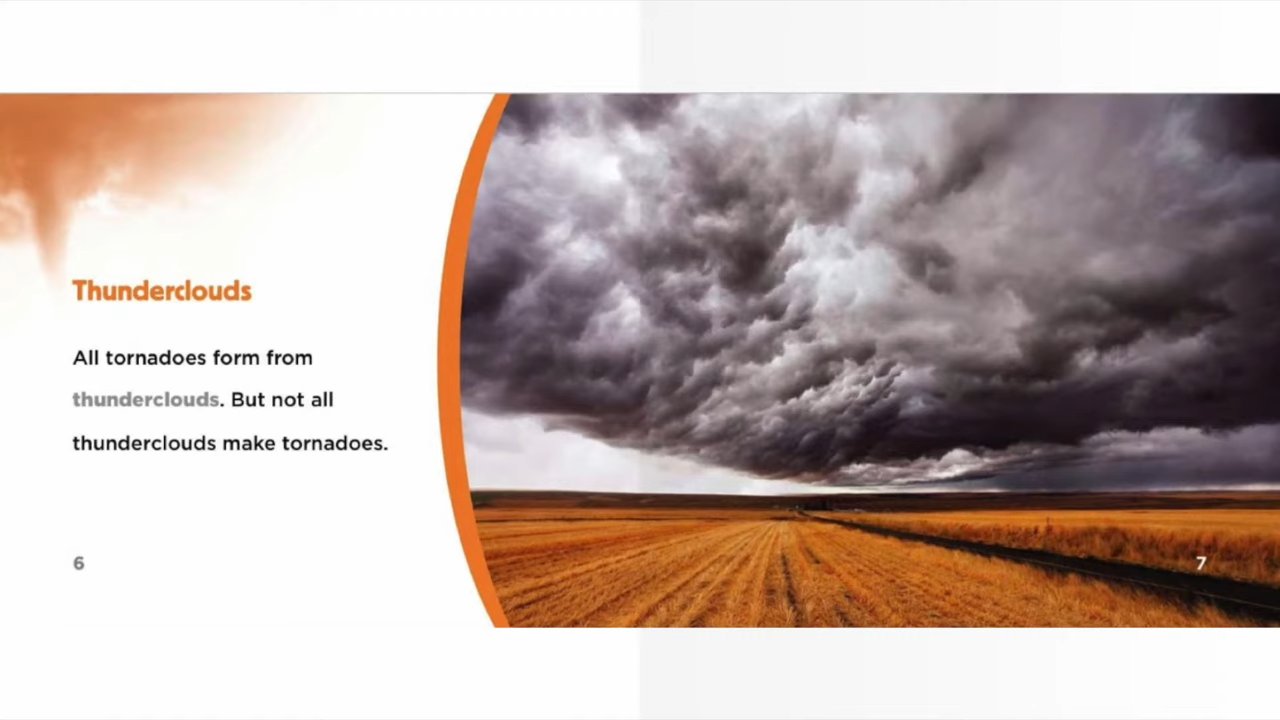 Thunderclouds
All tornadoes form from
thunderclouds. But not all
thunderclouds make tornadoes.
6
7